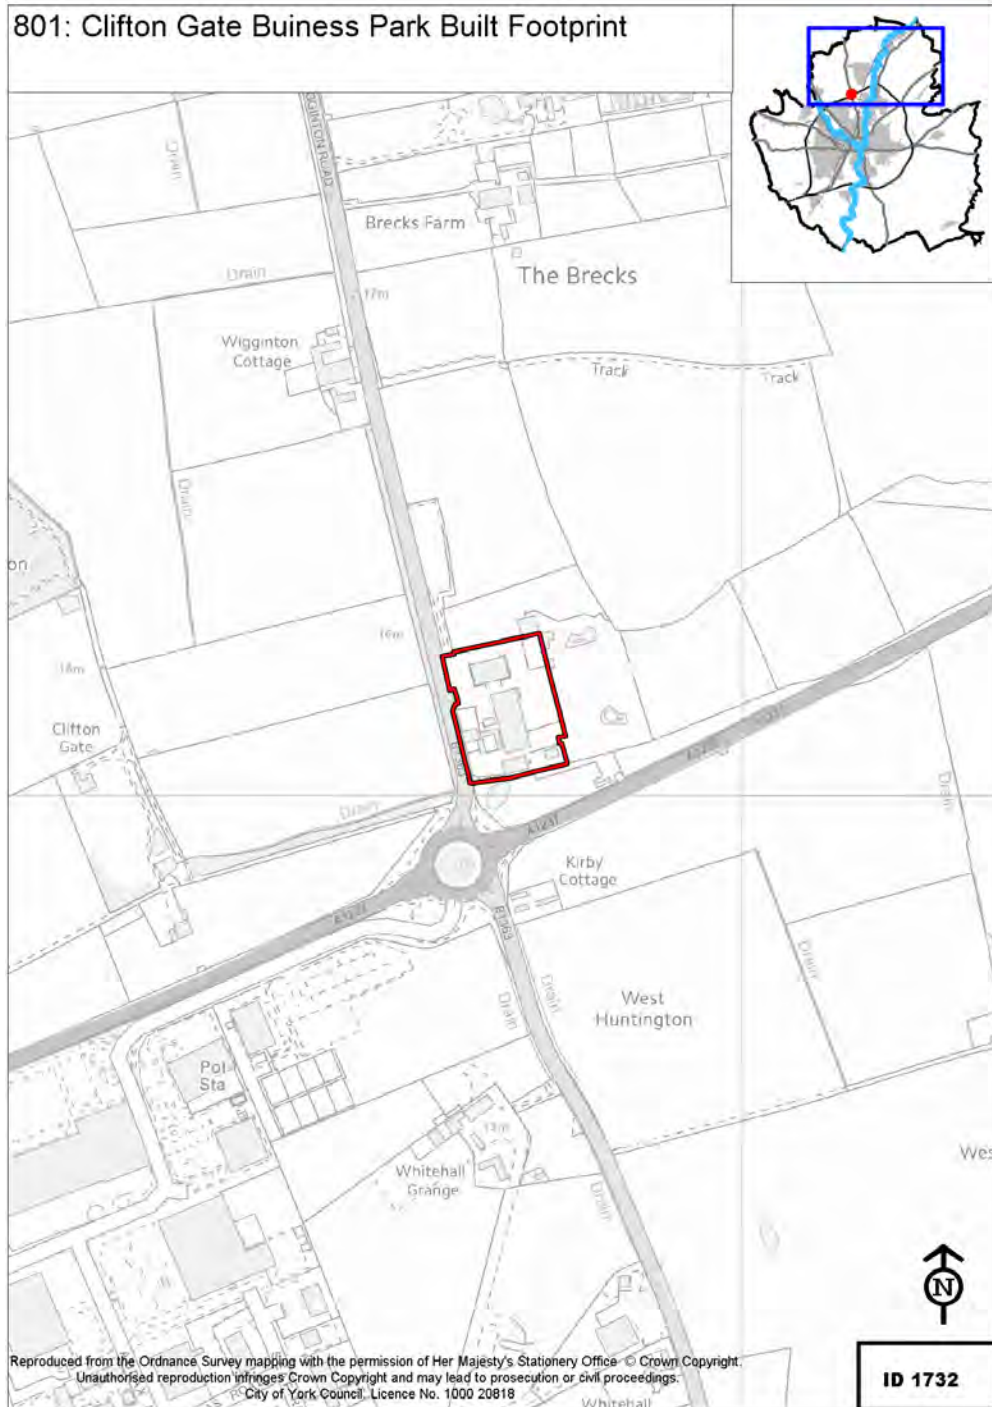 801: Clifton Gate Buiness Park Built Footprint
Drain
Brecks Farm
The Brecks
Drain
17m
Wigginton
Cottage
Track
Track
Drain
on
16m
18m
Clifton
Gate
B1363
A1237
Drain
Drain
A1237
Kirby
Cottage
A1237
B1363
Drain
Drain
Drain
West
Huntington
Pol
Sta
13m
Whitehall
Grange
Wes
Drain
N
Reproduced from the Ordnance Survey mapping with the permission of Her Majesty's Stationery Office © Crown Copyright.
Unauthorised reproduction infringes Crown Copyright and may lead to prosecution or civil proceedings.
City of York Council. Licence No. 1000 20818
Whitehall
ID 1732